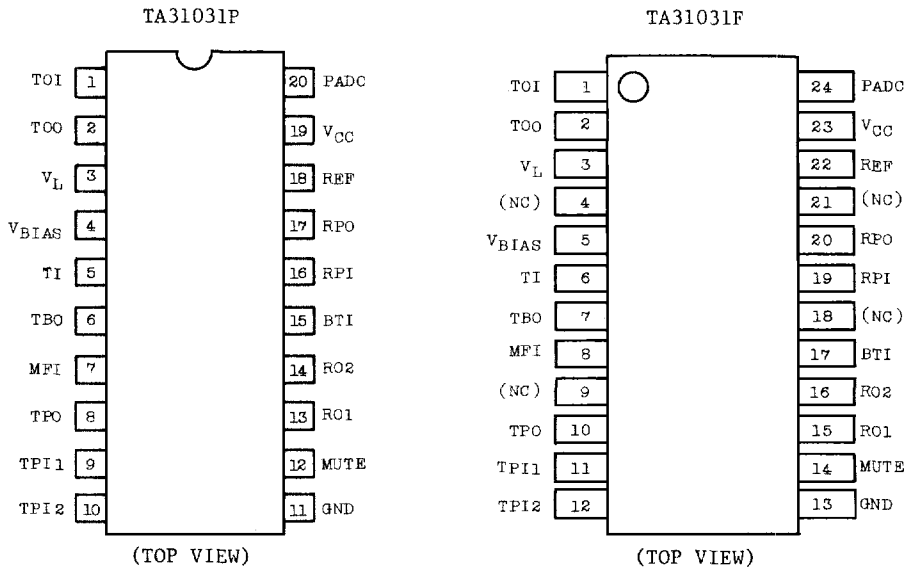 TA31031P
TOI 1 20 PADC
TOO 2 19 VCC
VL 3 18 REF
VBIAS 4 17 RPO
TI 5 16 RPI
TBO 6 15 BTI
MFI 7 14 RO2
TPO 8 13 RO1
TPI1 9 12 MUTE
TPI2 10 11 GND
(TOP VIEW)
TA31031F
TOI 1 24 PADC
TOO 2 23 VCC
VL 3 22 REF
(NC) 4 21 (NC)
VBIAS 5 20 RPO
TI 6 19 RPI
TBO 7 18 (NC)
MFI 8 17 BTI
(NC) 9 16 RO2
TPO 10 15 RO1
TPI1 11 14 MUTE
TPI2 12 13 GND
(TOP VIEW)